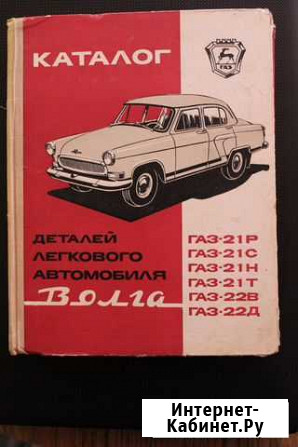 КАТАЛОГ
ГАЗ
ДЕТАЛЕЙ
ЛЕГКОВОГО
АВТОМОБИЛЯ
Волга
ГАЗ-21Р
ГАЗ-21С
ГАЗ-21Н
ГАЗ-21Т
ГАЗ-22В
ГАЗ-22Д
Интернет-
Кабинет.Ру